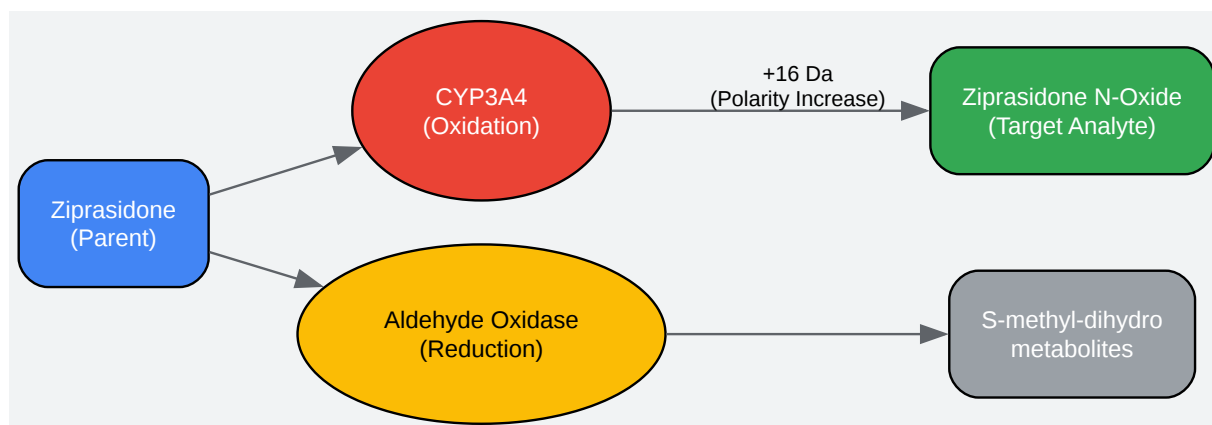 Ziprasidone
(Parent)
CYP3A4
(Oxidation)
+16 Da
(Polarity Increase)
Ziprasidone N-Oxide
(Target Analyte)
Aldehyde Oxidase
(Reduction)
S-methyl-dihydro
metabolites